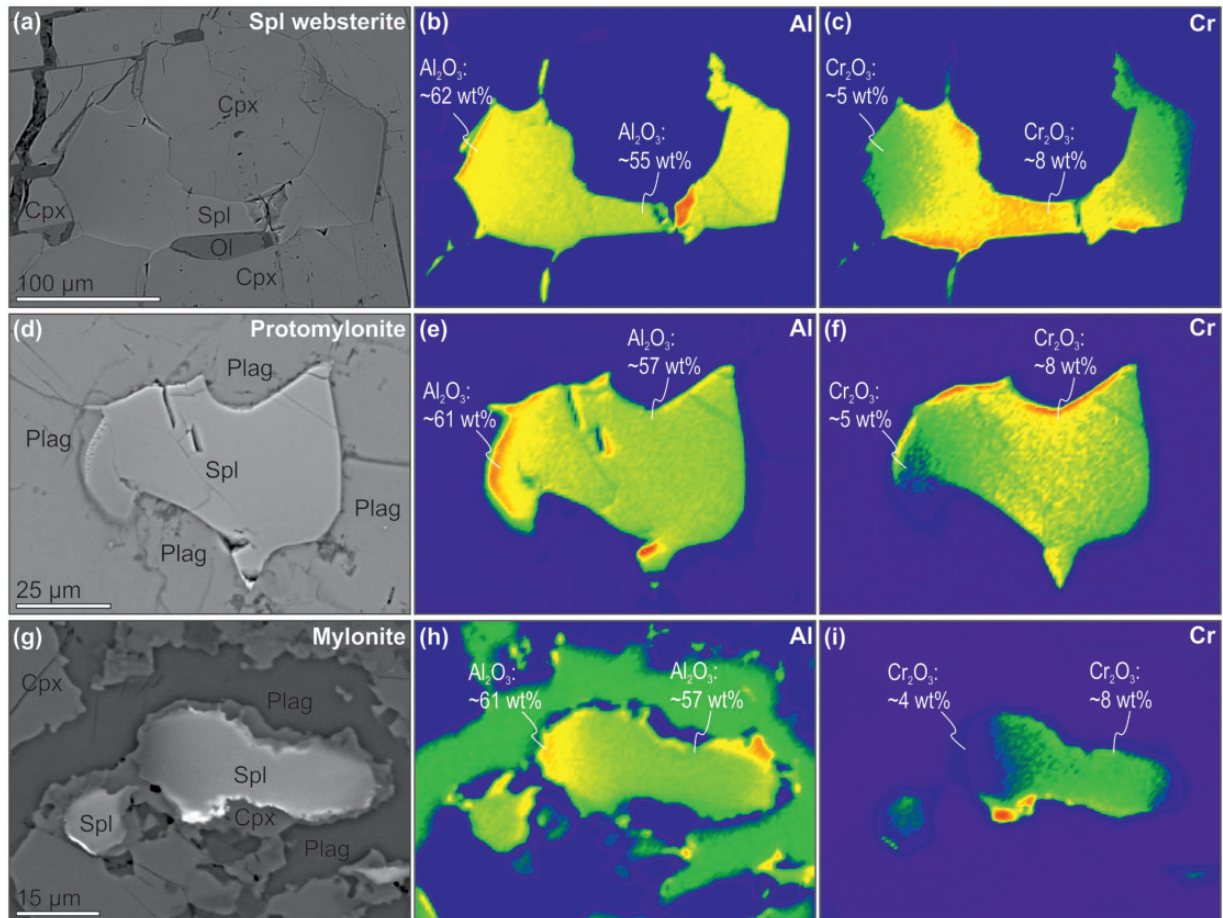 (a) Spl websterite
Cpx
Cpx
Spl
Ol
Cpx
100 µm
(b) Al
Al₂O₃:
~62 wt%
Al₂O₃:
~55 wt%
(c) Cr
Cr₂O₃:
~5 wt%
Cr₂O₃:
~8 wt%
(d) Protomylonite
Plag
Plag
Spl
Plag
Plag
25 µm
(e) Al
Al₂O₃:
~57 wt%
Al₂O₃:
~61 wt%
(f) Cr
Cr₂O₃:
~8 wt%
Cr₂O₃:
~5 wt%
(g) Mylonite
Cpx
Plag
Spl
Spl
Cpx
Plag
15 µm
(h) Al
Al₂O₃:
~61 wt%
Al₂O₃:
~57 wt%
(i) Cr
Cr₂O₃:
~4 wt%
Cr₂O₃:
~8 wt%